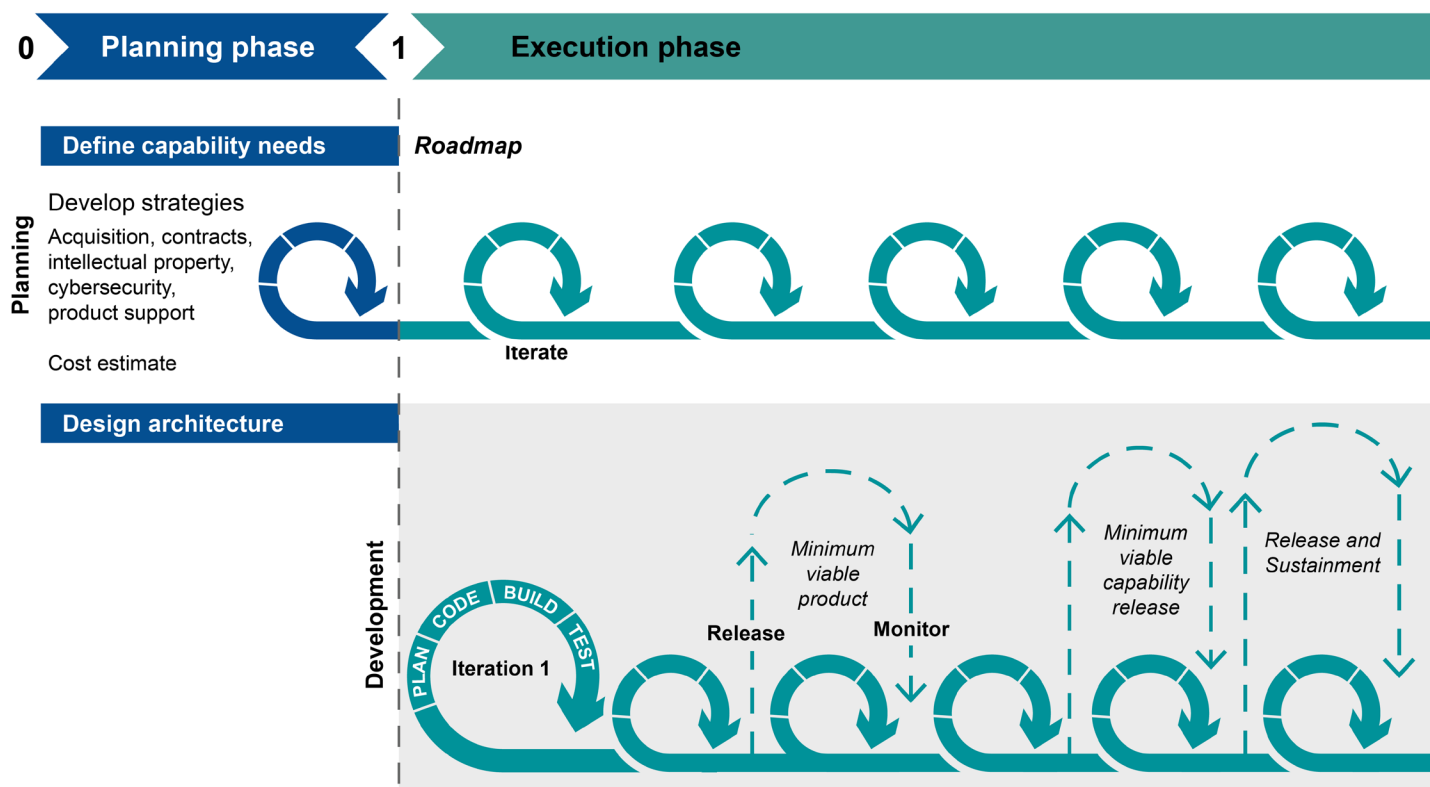 0
Planning phase
1
Execution phase
Define capability needs
Roadmap
Planning
Develop strategies
Acquisition, contracts,
intellectual property,
cybersecurity,
product support
Cost estimate
Iterate
Design architecture
Development
PLAN
CODE
BUILD
TEST
Iteration 1
Release
Minimum
viable
product
Monitor
Minimum
viable
capability
release
Release and
Sustainment